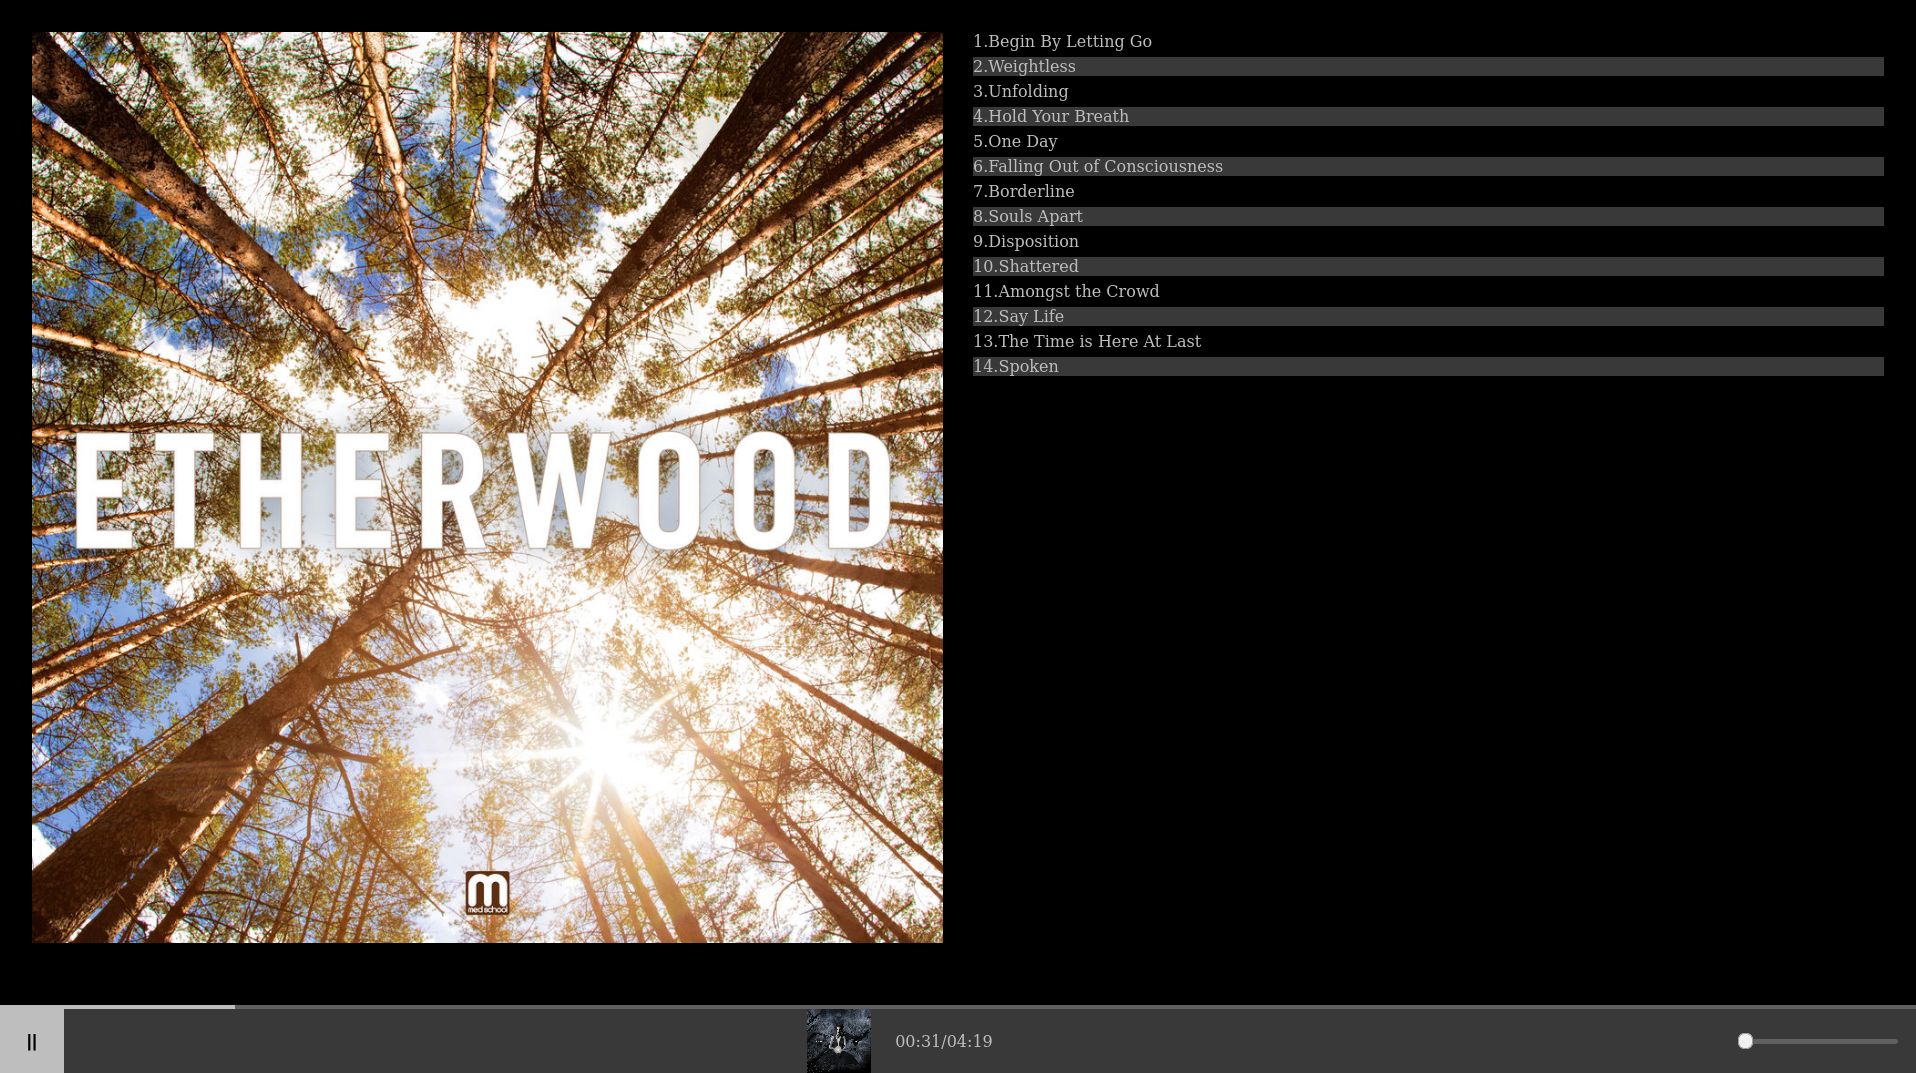 ETHERWOOD
m
med school
1.Begin By Letting Go
2.Weightless
3.Unfolding
4.Hold Your Breath
5.One Day
6.Falling Out of Consciousness
7.Borderline
8.Souls Apart
9.Disposition
10.Shattered
11.Amongst the Crowd
12.Say Life
13.The Time is Here At Last
14.Spoken
00:31/04:19